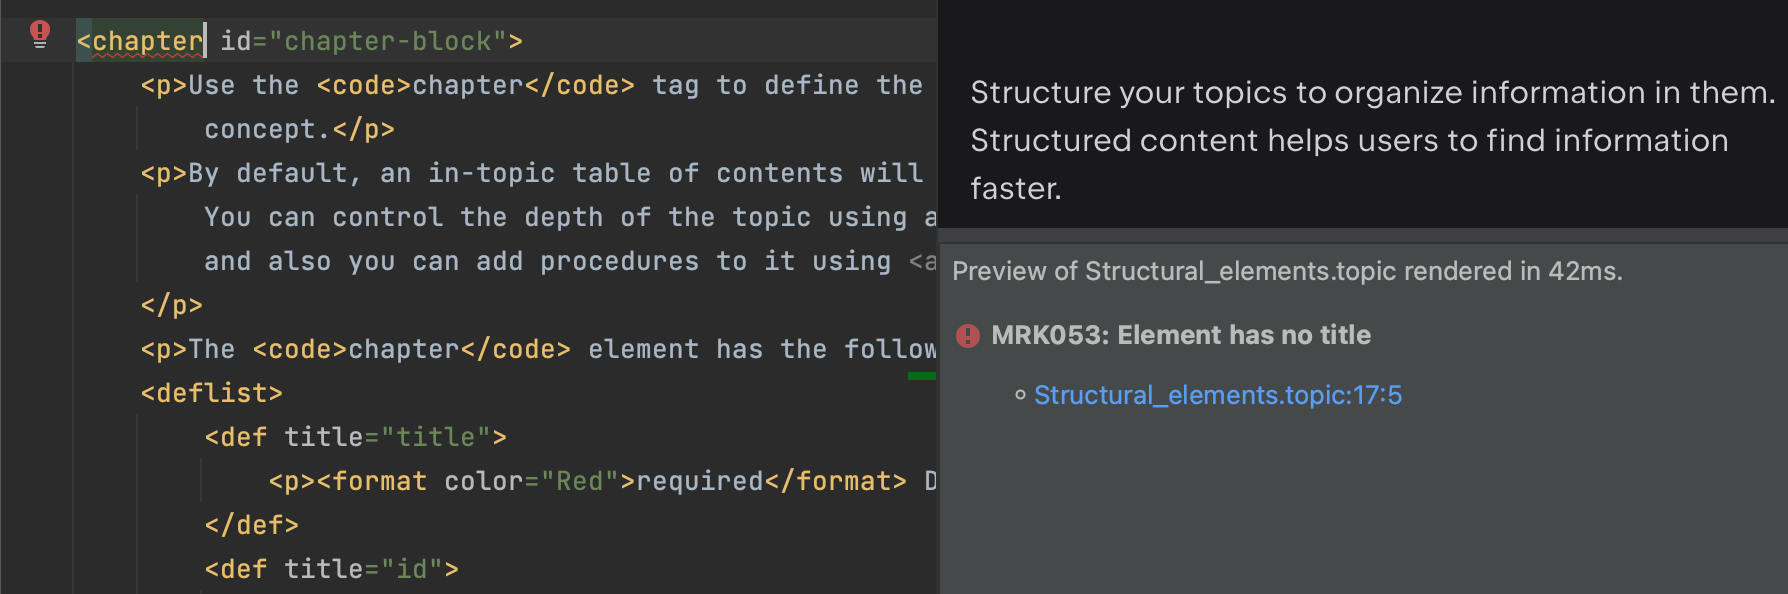 <chapter id="chapter-block">
<p>Use the <code>chapter</code> tag to define the
concept.</p>
<p>By default, an in-topic table of contents will
You can control the depth of the topic using a
and also you can add procedures to it using <a
</p>
<p>The <code>chapter</code> element has the follow
<deflist>
<def title="title">
<p><format color="Red">required</format> D
</def>
<def title="id">
Structure your topics to organize information in them.
Structured content helps users to find information
faster.
Preview of Structural_elements.topic rendered in 42ms.
MRK053: Element has no title
Structural_elements.topic:17:5